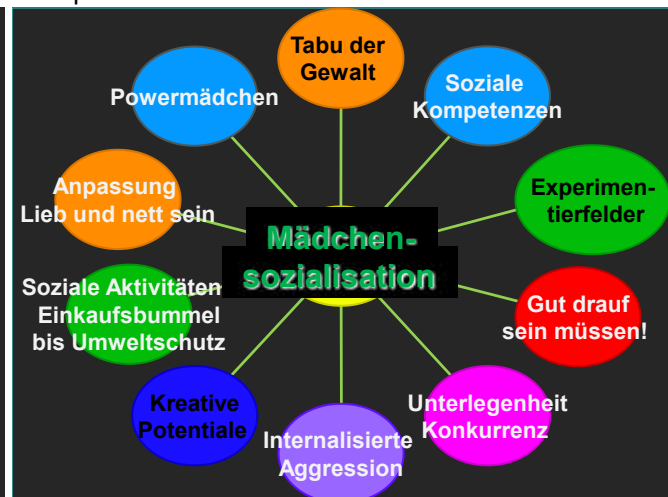 Tabu der
Gewalt
Powermädchen
Soziale
Kompetenzen
Anpassung
Lieb und nett sein
Experimen-
tierfelder
Mädchen-
sozialisation
Soziale Aktivitäten
Einkaufsbummel
bis Umweltschutz
Gut drauf
sein müssen!
Kreative
Potentiale
Unterlegenheit
Konkurrenz
Internalisierte
Aggression